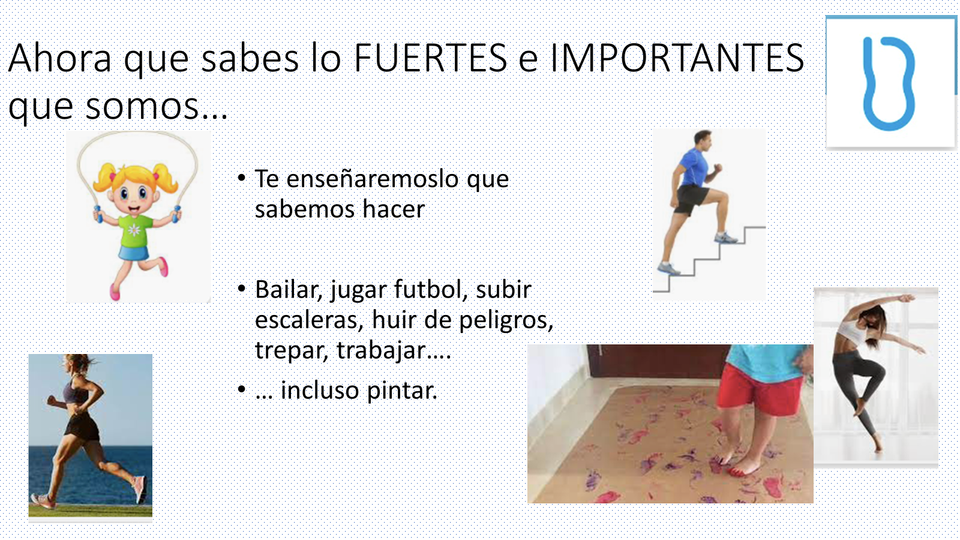 Ahora que sabes lo FUERTES e IMPORTANTES
que somos...
• Te enseñaremoslo que
sabemos hacer
• Bailar, jugar futbol, subir
escaleras, huir de peligros,
trepar, trabajar....
• ... incluso pintar.